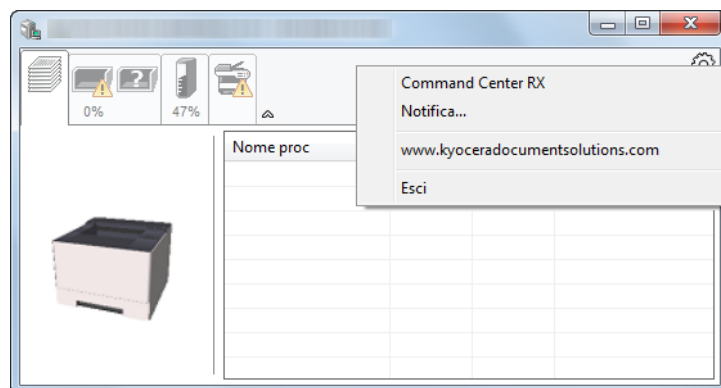 0%
47%
Command Center RX
Notifica...
www.kyoceradocumentsolutions.com
Esci
Nome proc